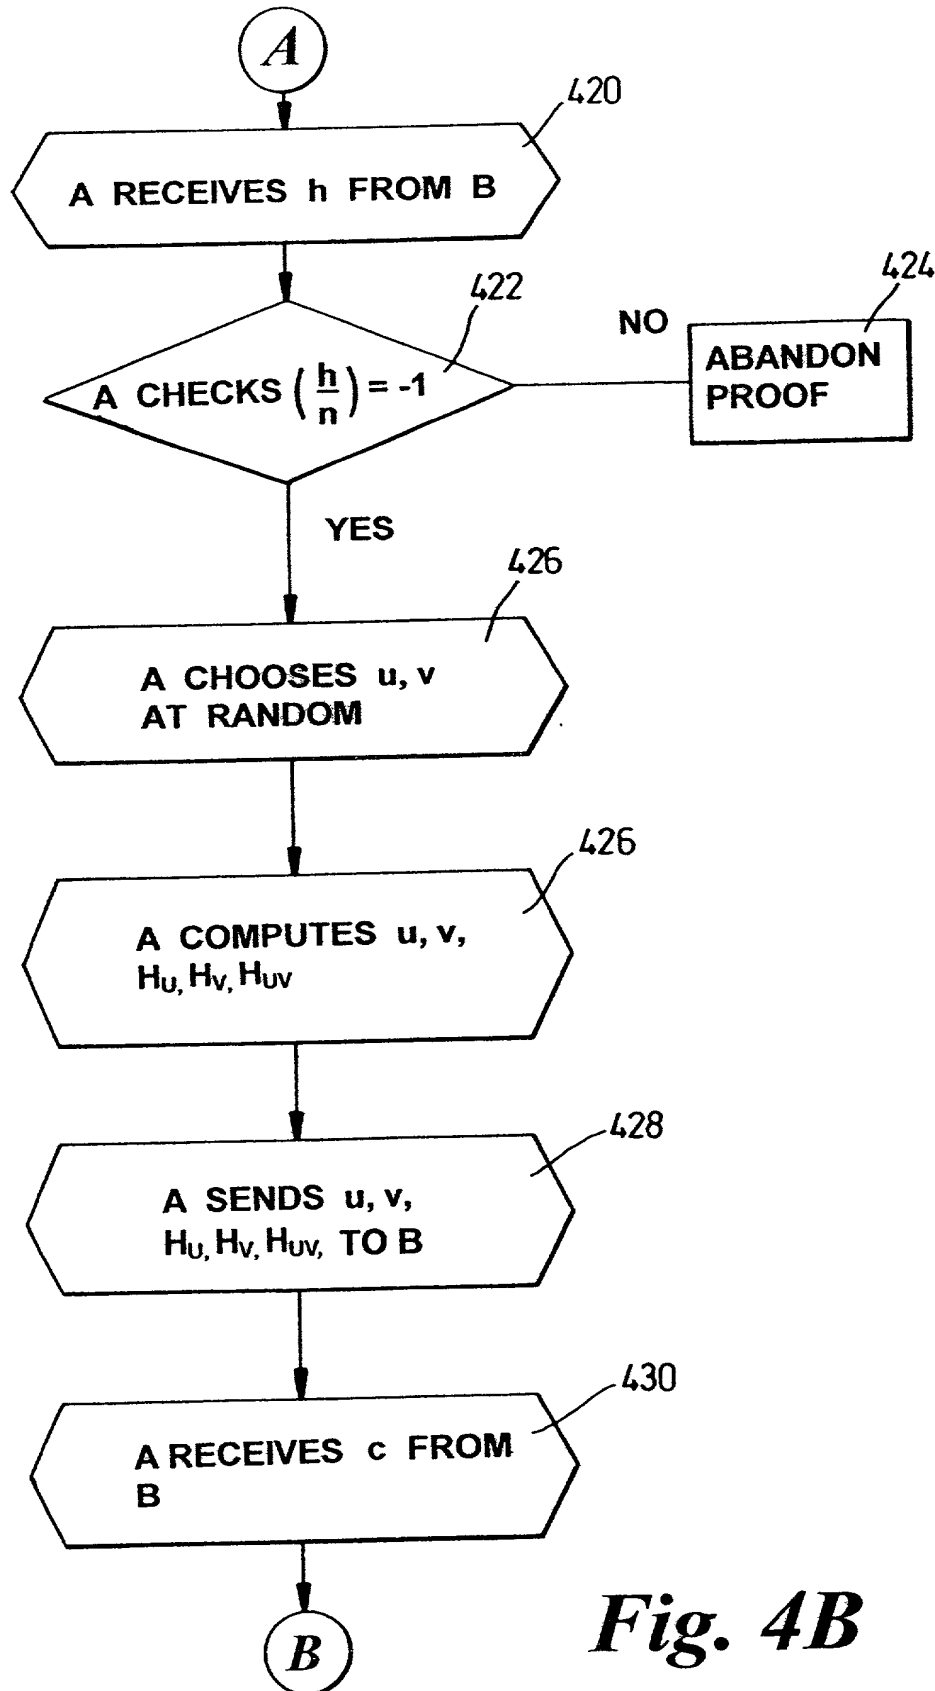 A
420
A RECEIVES h FROM B
422
424
A CHECKS (h/n) = -1
NO
ABANDON
PROOF
YES
426
A CHOOSES u, v
AT RANDOM
426
A COMPUTES u, v,
HU, HV, HUV
428
A SENDS u, v,
HU, HV, HUV, TO B
430
A RECEIVES c FROM
B
B
Fig. 4B